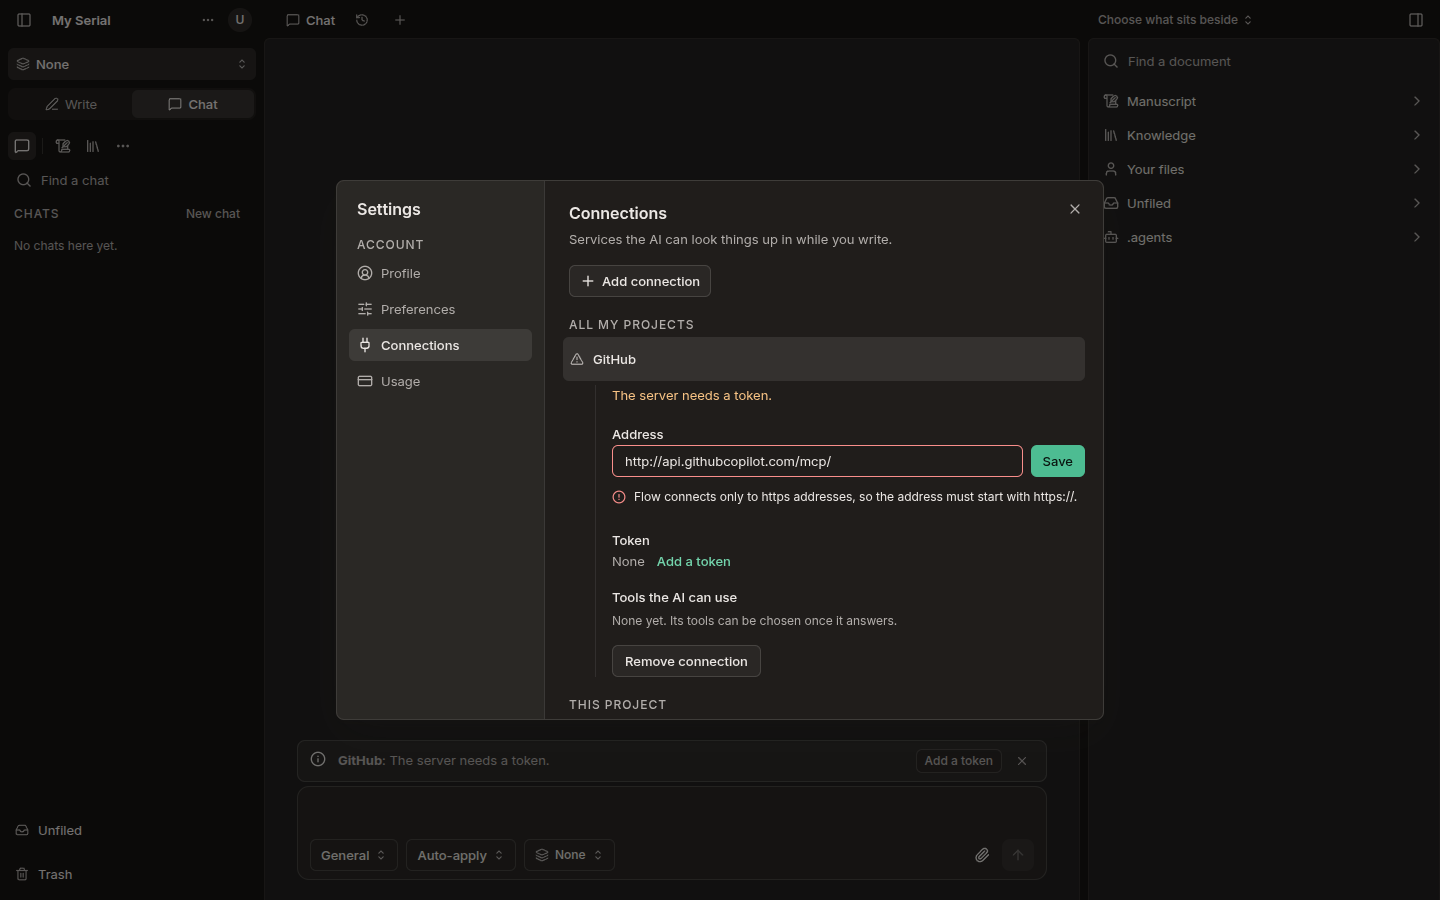 My Serial
U
Chat
Choose what sits beside
None
Write
Chat
Find a chat
CHATS
New chat
No chats here yet.
Unfiled
Trash
Settings
ACCOUNT
Profile
Preferences
Connections
Usage
Connections
Services the AI can look things up in while you write.
Add connection
ALL MY PROJECTS
GitHub
The server needs a token.
Address
http://api.githubcopilot.com/mcp/
Save
Flow connects only to https addresses, so the address must start with https://.
Token
None Add a token
Tools the AI can use
None yet. Its tools can be chosen once it answers.
Remove connection
THIS PROJECT
GitHub: The server needs a token.
Add a token
General
Auto-apply
None
Find a document
Manuscript
Knowledge
Your files
Unfiled
.agents